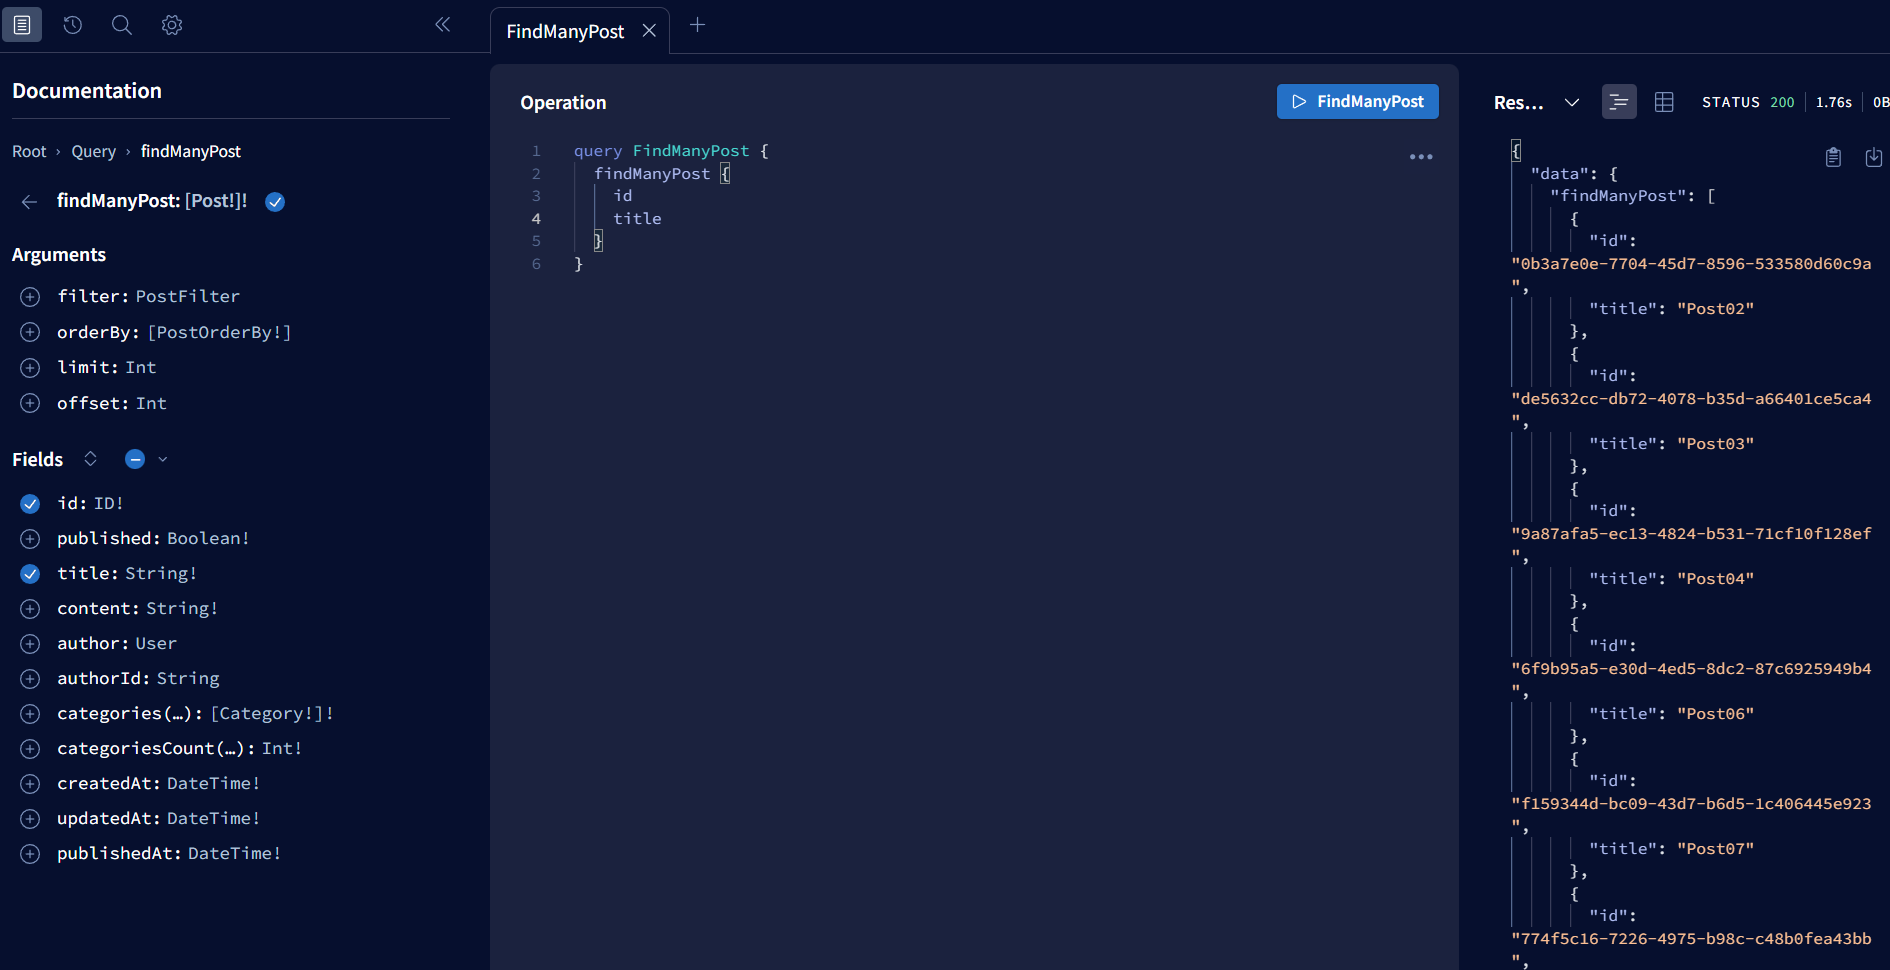 FindManyPost
Documentation
Root › Query › findManyPost
findManyPost: [Post!]!
Arguments
filter: PostFilter
orderBy: [PostOrderBy!]
limit: Int
offset: Int
Fields
id: ID!
published: Boolean!
title: String!
content: String!
author: User
authorId: String
categories(…): [Category!]!
categoriesCount(…): Int!
createdAt: DateTime!
updatedAt: DateTime!
publishedAt: DateTime!
Operation
FindManyPost
1 query FindManyPost {
2 findManyPost {
3 id
4 title
5 }
6 }
Res... STATUS 200 1.76s 0B
{
"data": {
"findManyPost": [
{
"id":
"0b3a7e0e-7704-45d7-8596-533580d60c9a
",
"title": "Post02"
},
{
"id":
"de5632cc-db72-4078-b35d-a66401ce5ca4
",
"title": "Post03"
},
{
"id":
"9a87afa5-ec13-4824-b531-71cf10f128ef
",
"title": "Post04"
},
{
"id":
"6f9b95a5-e30d-4ed5-8dc2-87c6925949b4
",
"title": "Post06"
},
{
"id":
"f159344d-bc09-43d7-b6d5-1c406445e923
",
"title": "Post07"
},
{
"id":
"774f5c16-7226-4975-b98c-c48b0fea43bb
",